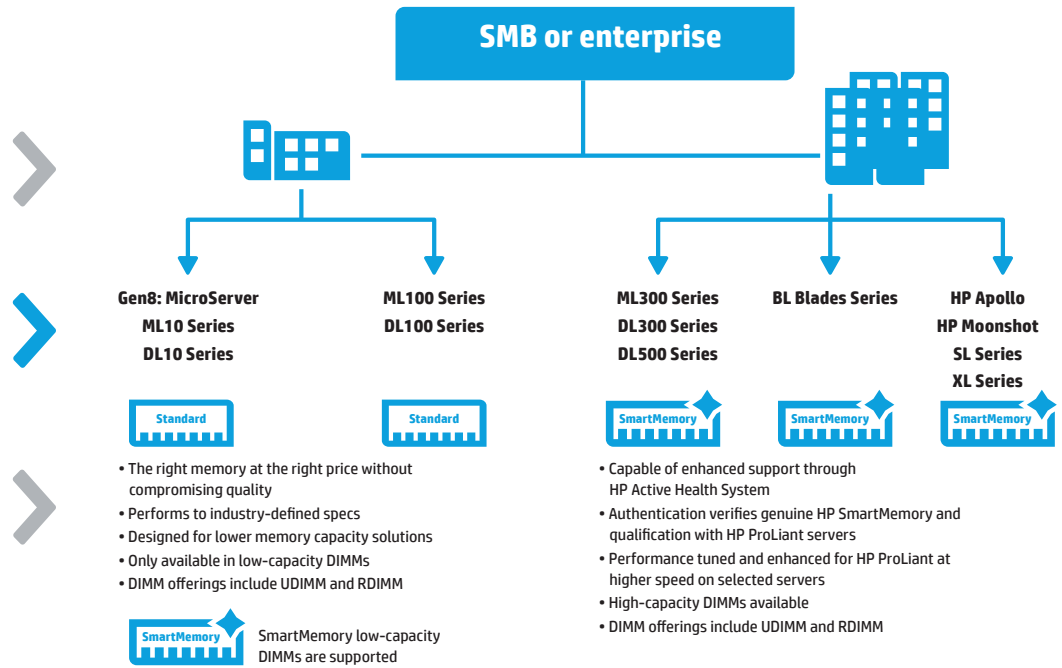 SMB or enterprise
Gen8: MicroServer
ML10 Series
DL10 Series
ML100 Series
DL100 Series
ML300 Series
DL300 Series
DL500 Series
BL Blades Series
HP Apollo
HP Moonshot
SL Series
XL Series
Standard
Standard
SmartMemory
SmartMemory
SmartMemory
• The right memory at the right price without
compromising quality
• Performs to industry-defined specs
• Designed for lower memory capacity solutions
• Only available in low-capacity DIMMs
• DIMM offerings include UDIMM and RDIMM
SmartMemory
SmartMemory low-capacity
DIMMs are supported
• Capable of enhanced support through
HP Active Health System
• Authentication verifies genuine HP SmartMemory and
qualification with HP ProLiant servers
• Performance tuned and enhanced for HP ProLiant at
higher speed on selected servers
• High-capacity DIMMs available
• DIMM offerings include UDIMM and RDIMM